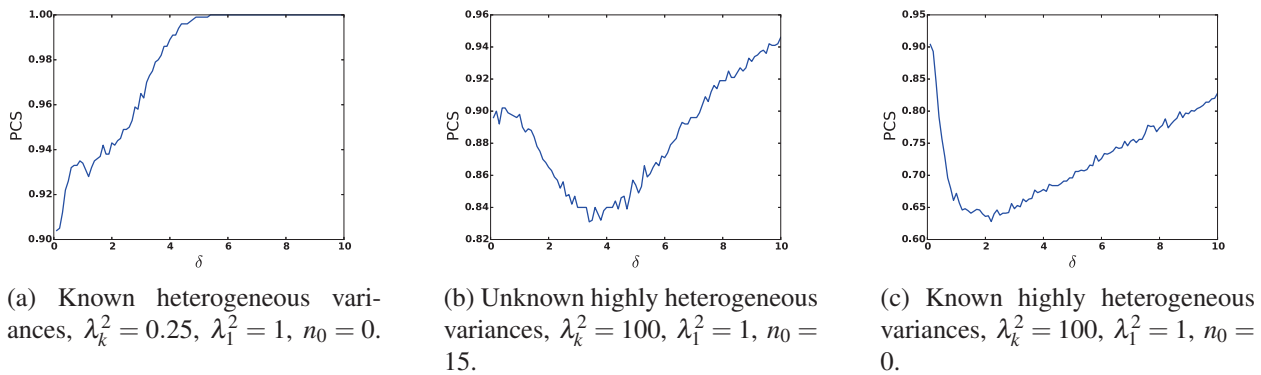 1.00
0.98
0.96
0.94
0.92
0.90
PCS
0 2 4 6 8 10
δ
0.96
0.94
0.92
0.90
0.88
0.86
0.84
0.82
PCS
0 2 4 6 8 10
δ
0.95
0.90
0.85
0.80
0.75
0.70
0.65
0.60
PCS
0 2 4 6 8 10
δ
(a) Known heterogeneous vari-
ances, λ_k^2 = 0.25, λ_1^2 = 1, n_0 = 0.
(b) Unknown highly heterogeneous
variances, λ_k^2 = 100, λ_1^2 = 1, n_0 =
15.
(c) Known highly heterogeneous
variances, λ_k^2 = 100, λ_1^2 = 1, n_0 =
0.